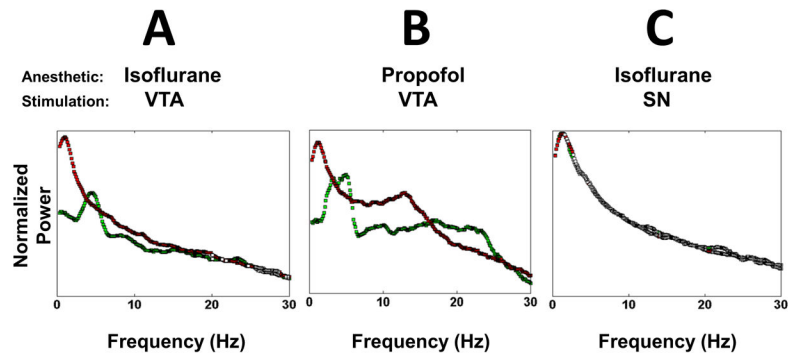 A B C
Anesthetic: Isoflurane Propofol Isoflurane
Stimulation: VTA VTA SN
Normalized
Power
0 10 20 30 0 10 20 30 0 10 20 30
Frequency (Hz) Frequency (Hz) Frequency (Hz)